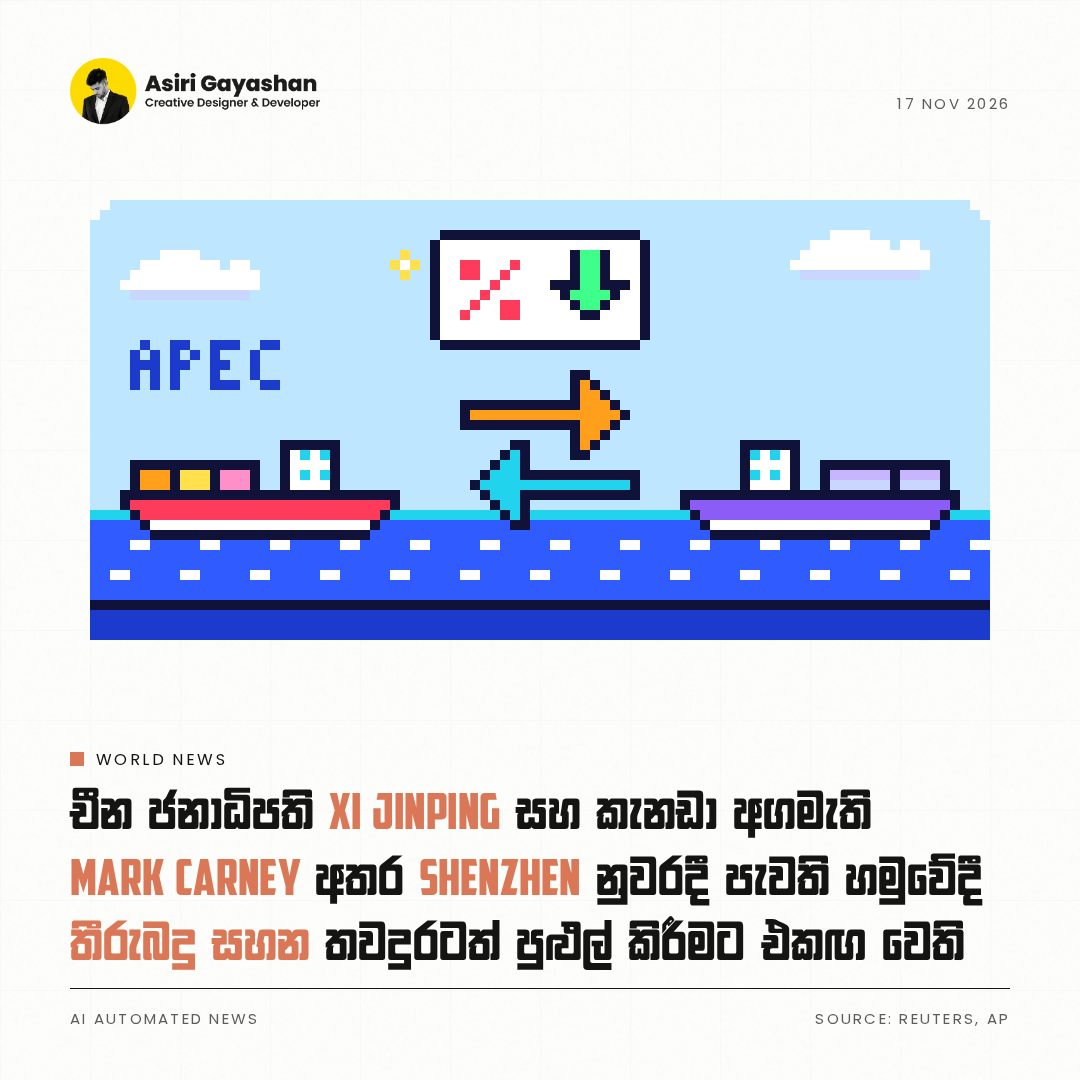 Asiri Gayashan
Creative Designer & Developer
17 NOV 2026
APEC
WORLD NEWS
චීන ජනාධිපති XI JINPING සහ කැනඩා අගමැති
MARK CARNEY අතර SHENZHEN නුවරදී පැවති හමුවේදී
තීරුබදු සහන තවදුරටත් පුළුල් කිරීමට එකඟ වෙති
AI AUTOMATED NEWS
SOURCE: REUTERS, AP